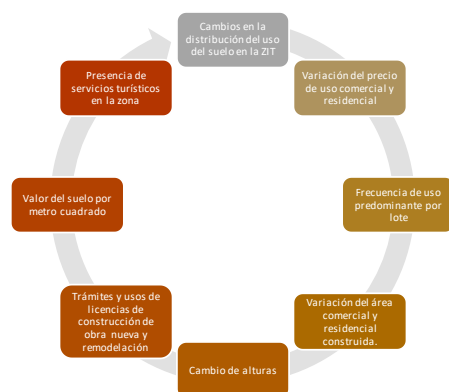 Cambios en la
distribución del uso
del suelo en la ZIT
Variación del precio
de uso comercial y
residencial
Frecuencia de uso
predominante por
lote
Variación del área
comercial y
residencial
construida.
Cambio de alturas
Trámites y usos de
licencias de
construcción de
obra nueva y
remodelación
Valor del suelo por
metro cuadrado
Presencia de
servicios turísticos
en la zona